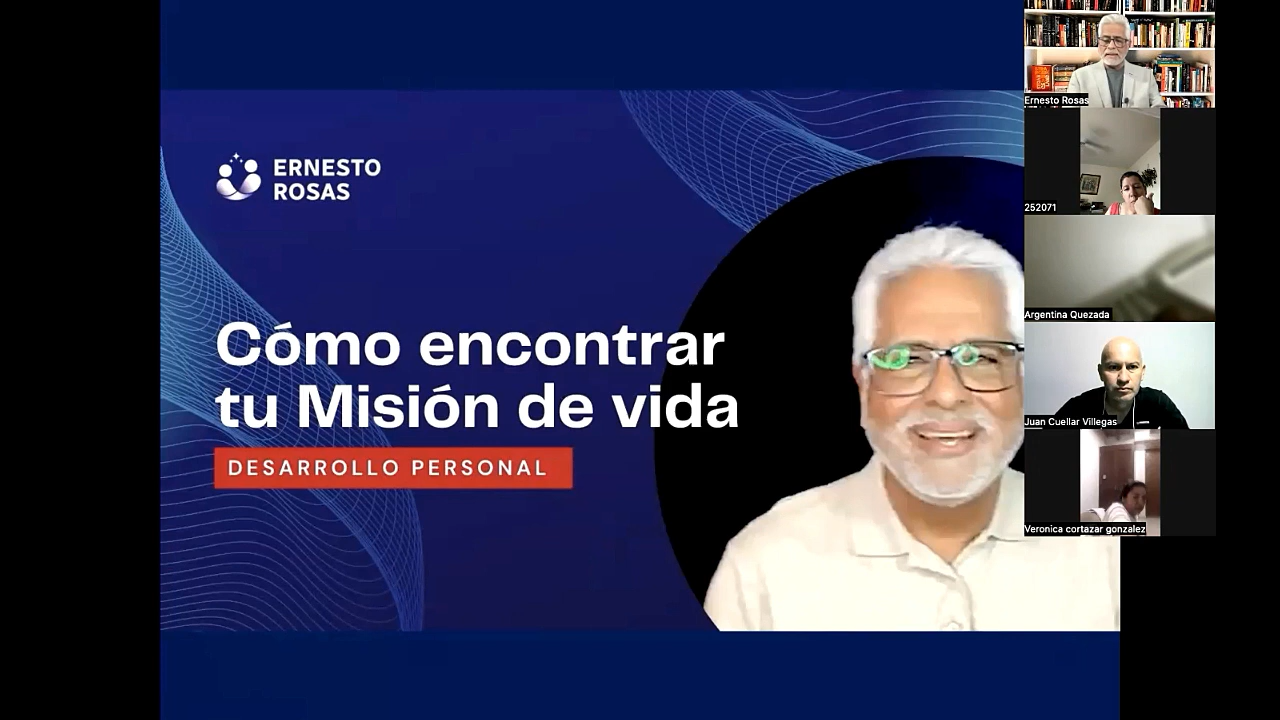 ERNESTO
ROSAS
Cómo encontrar
tu Misión de vida
DESARROLLO PERSONAL
Ernesto Rosas
252071
Argentina Quezada
Juan Cuellar Villegas
Veronica cortazar gonzalez